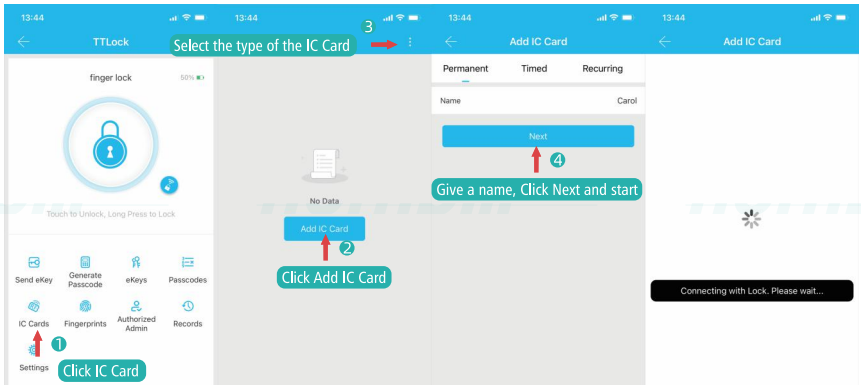 13:44
TTLock
finger lock
50%
Touch to Unlock, Long Press to Lock
Send eKey
Generate
Passcode
eKeys
Passcodes
IC Cards
Fingerprints
Authorized
Admin
Records
1
Click IC Card
Settings
13:44
3
Select the type of the IC Card
No Data
Add IC Card
2
Click Add IC Card
13:44
Add IC Card
Permanent Timed Recurring
Name Carol
Next
4
Give a name, Click Next and start
13:44
Add IC Card
Connecting with Lock. Please wait...